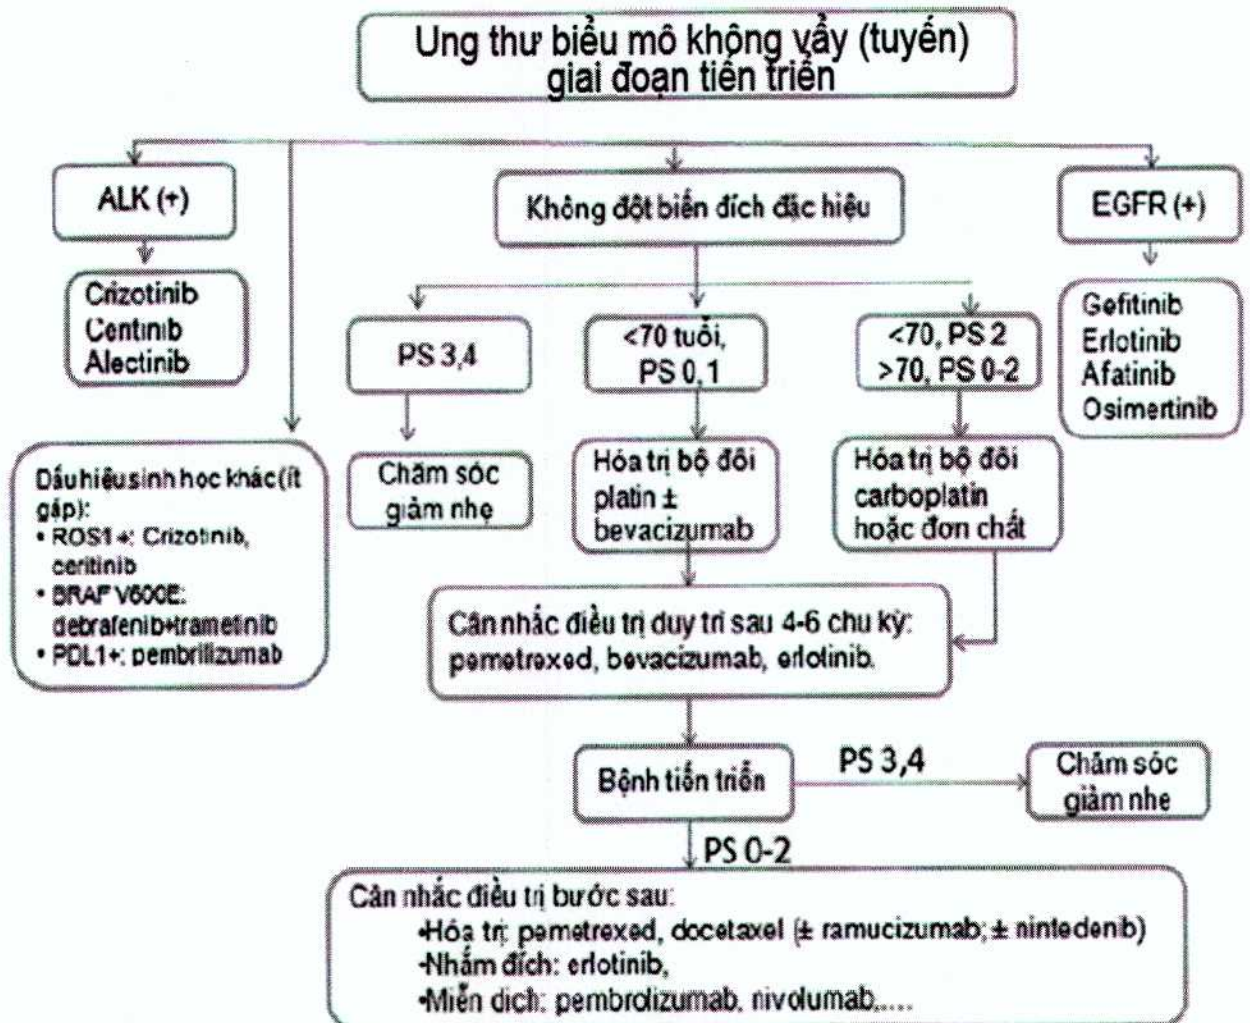 Ung thư biểu mô không vẩy (tuyến)
giai đoạn tiến triển
ALK (+)
Không đột biến đích đặc hiệu
EGFR (+)
Crizotinib
Centinib
Alectinib
PS 3,4
<70 tuổi,
PS 0,1
<70, PS 2
>70, PS 0-2
Gefitinib
Erlotinib
Afatinib
Osimertinib
Dấu hiệu sinh học khác (ít
gặp):
• ROS1+: Crizotinib,
ceritinib
• BRAF V600E:
debrafenib+trametinib
• PDL1+: pembrilizumab
Chăm sóc
giảm nhẹ
Hóa trị bộ đôi
platin ±
bevacizumab
Hóa trị bộ đôi
carboplatin
hoặc đơn chất
Cân nhắc điều trị duy trì sau 4-6 chu kỳ:
pemetrexed, bevacizumab, erlotinib.
Bệnh tiến triển
PS 3,4
Chăm sóc
giảm nhẹ
PS 0-2
Cân nhắc điều trị bước sau:
•Hóa trị: pemetrexed, docetaxel (± ramucizumab; ± nintedenib)
•Nhắm đích: erlotinib,
•Miễn dịch: pembrolizumab, nivolumab,....